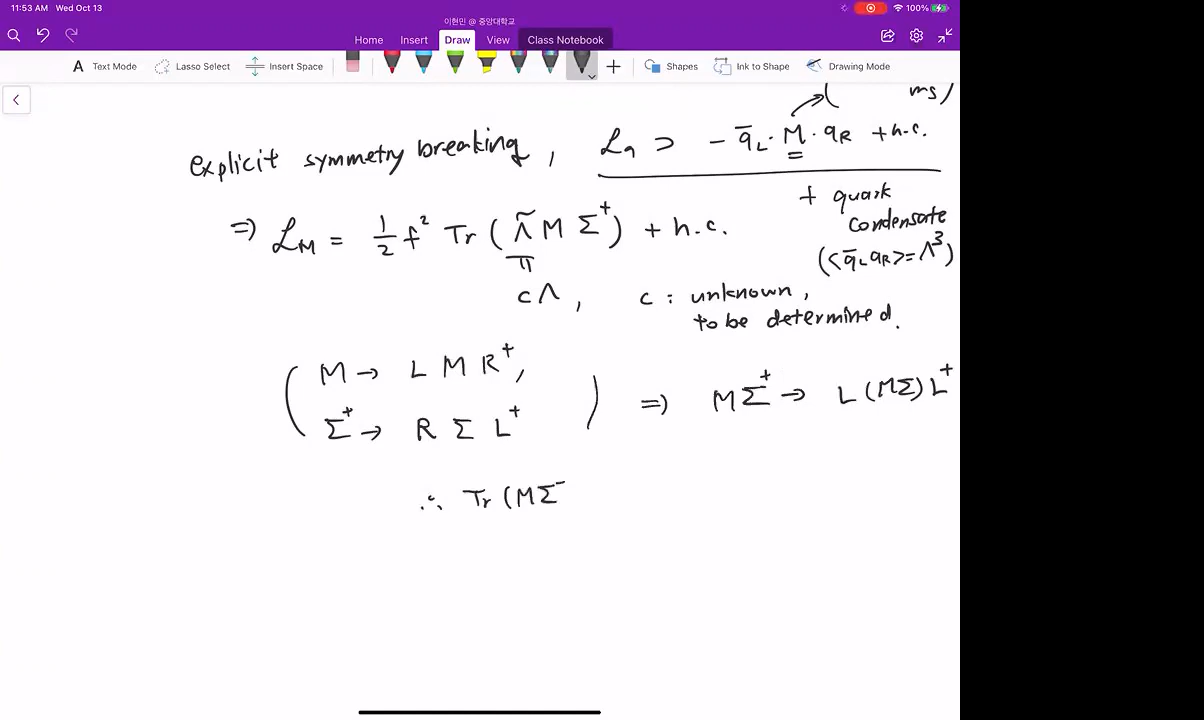 11:53 AM Wed Oct 13
100%
이현민 @ 중앙대학교
Home Insert Draw View Class Notebook
Text Mode Lasso Select Insert Space Shapes Ink to Shape Drawing Mode
( ms)
explicit symmetry breaking, ℒq ⊃ - q̄L · M · qR + h.c.
+ quark
condensate
(<q̄L qR> = Λ³)
⇒ ℒM = 1/2 f² Tr ( Λ̃ M Σ† ) + h.c.
cΛ, c : unknown,
to be determined.
( M → L M R†,
Σ† → R Σ L† ) ⇒ MΣ† → L (MΣ) L†
∴ Tr (MΣ